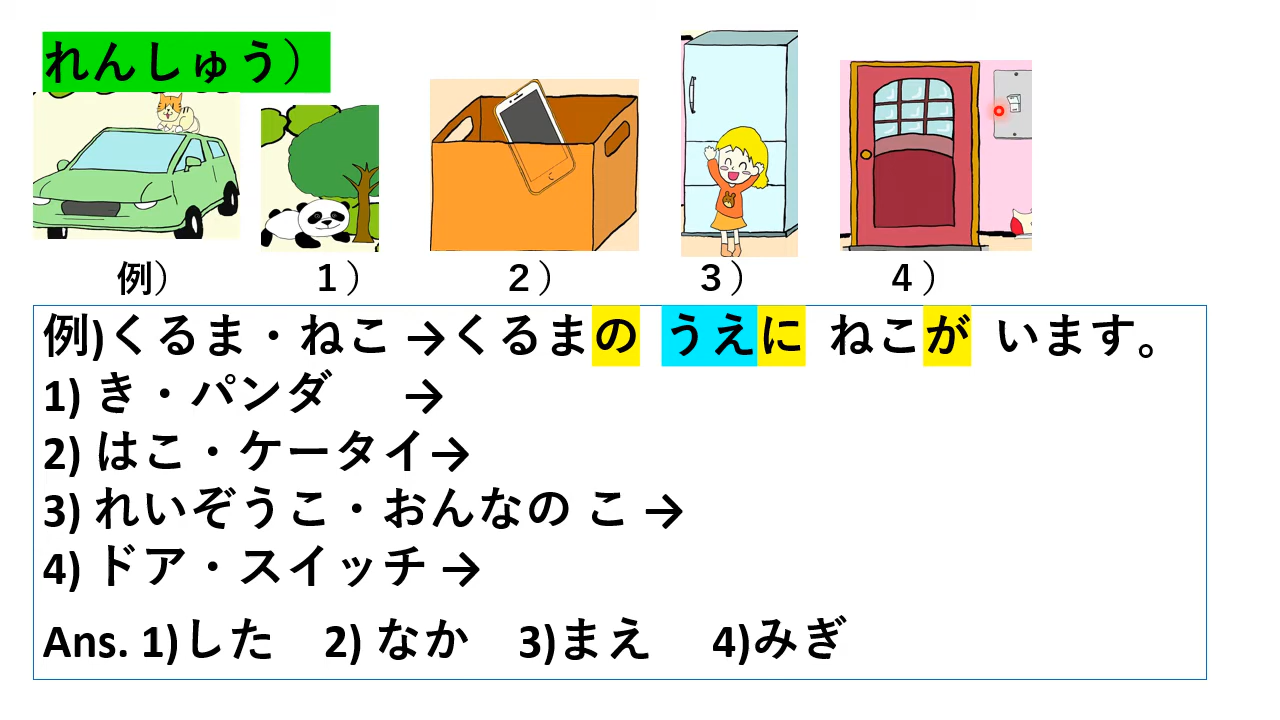 れんしゅう）
例） 1） 2） 3） 4）
例)くるま・ねこ →くるまの うえに ねこが います。
1) き・パンダ →
2) はこ・ケータイ→
3) れいぞうこ・おんなの こ →
4) ドア・スイッチ →
Ans. 1)した 2) なか 3)まえ 4)みぎ